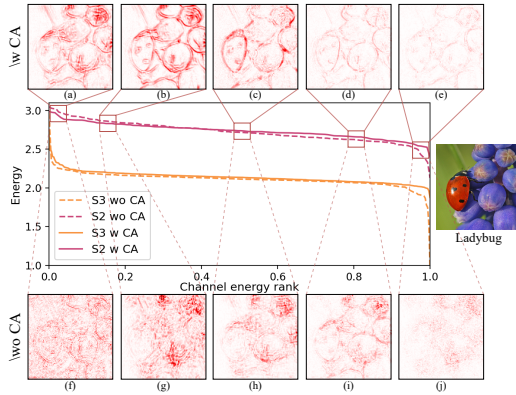 \w CA
(a) (b) (c) (d) (e)
3.0
2.5
2.0
1.5
1.0
Energy
S3 wo CA
S2 wo CA
S3 w CA
S2 w CA
0.0 0.2 0.4 0.6 0.8 1.0
Channel energy rank
Ladybug
\wo CA
(f) (g) (h) (i) (j)